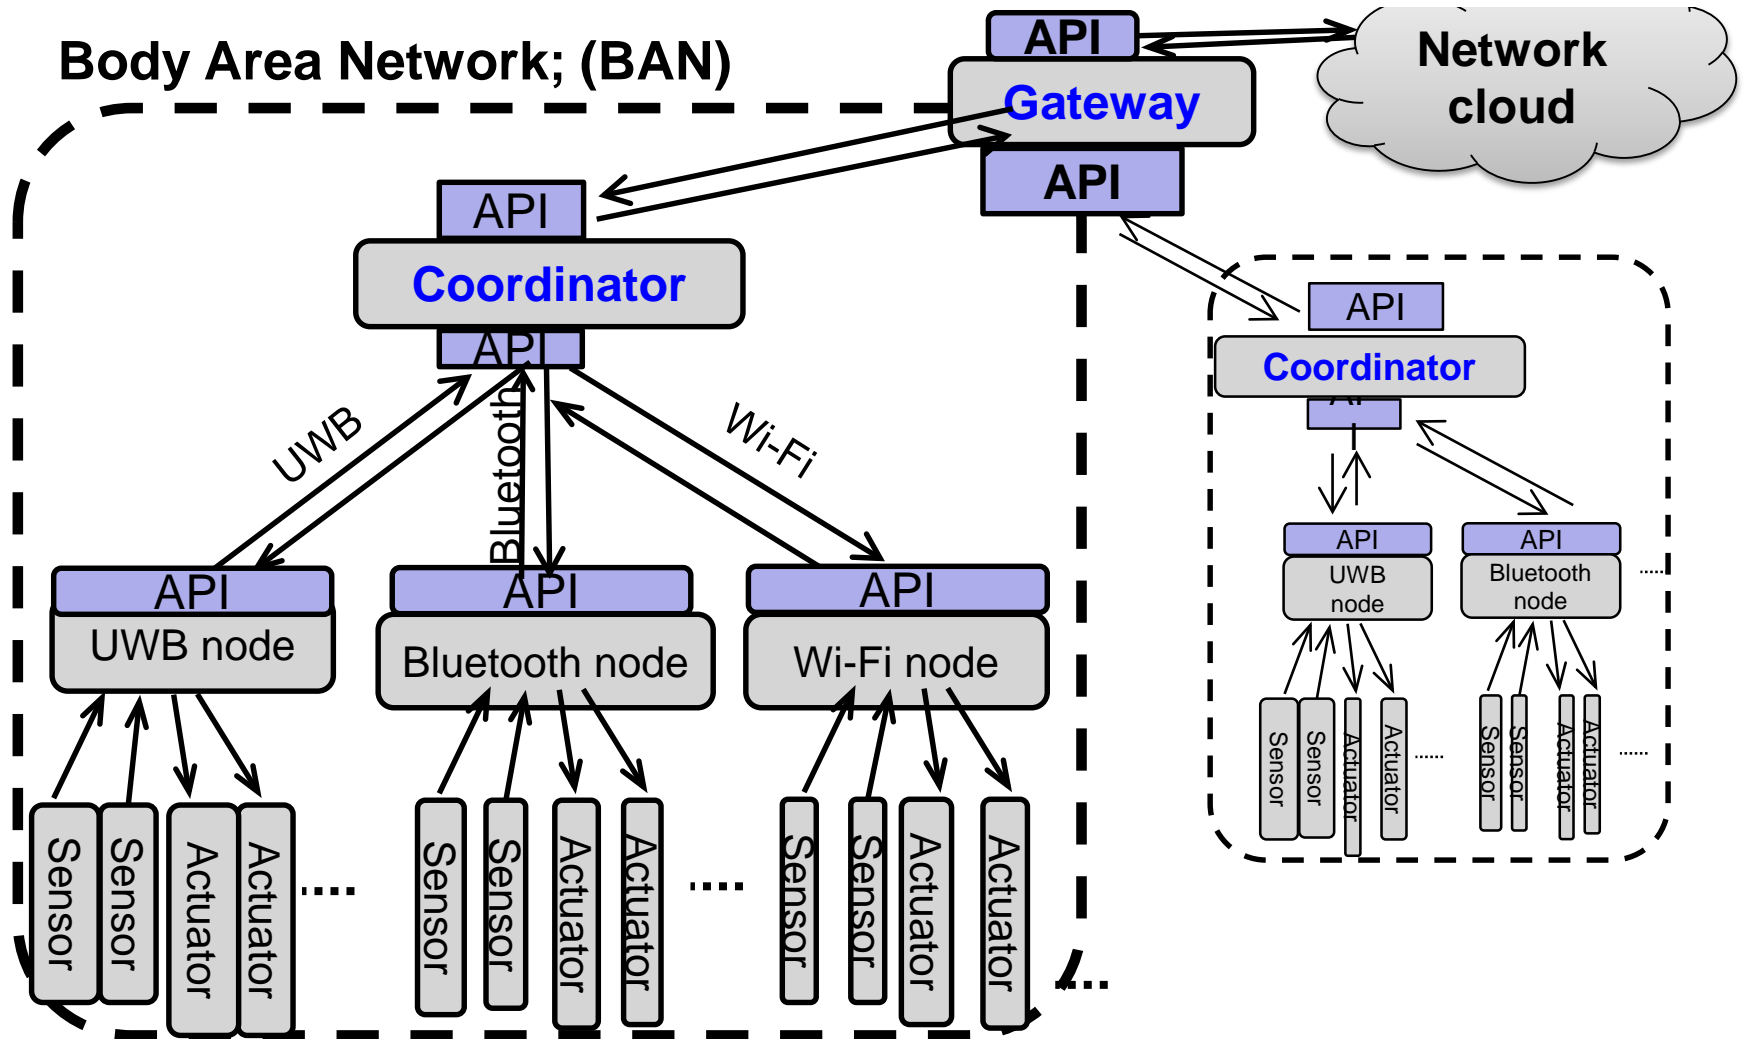 Body Area Network; (BAN)
API
Gateway
API
Network
cloud
API
Coordinator
API
UWB
Bluetooth
Wi-Fi
API
UWB node
API
Bluetooth node
API
Wi-Fi node
Sensor
Sensor
Actuator
Actuator
......
Sensor
Sensor
Actuator
Actuator
......
Sensor
Sensor
Actuator
Actuator
......
API
Coordinator
API
API
UWB
node
API
Bluetooth
node
......
Sensor
Sensor
Actuator
Actuator
......
Sensor
Sensor
Actuator
Actuator
......